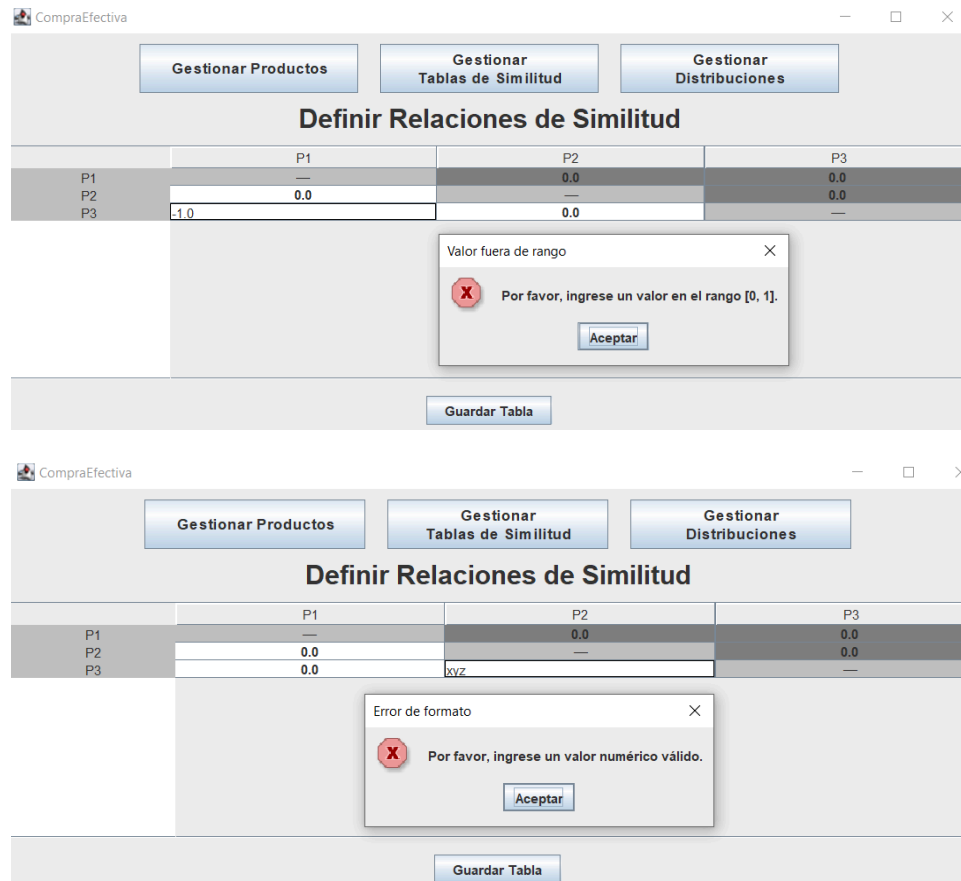 CompraEfectiva
Gestionar Productos
Gestionar
Tablas de Similitud
Gestionar
Distribuciones
Definir Relaciones de Similitud
P1 P2 P3
P1 — 0.0 0.0
P2 0.0 — 0.0
P3 -1.0 0.0 —
Valor fuera de rango
Por favor, ingrese un valor en el rango [0, 1].
Aceptar
Guardar Tabla
CompraEfectiva
Gestionar Productos
Gestionar
Tablas de Similitud
Gestionar
Distribuciones
Definir Relaciones de Similitud
P1 P2 P3
P1 — 0.0 0.0
P2 0.0 — 0.0
P3 0.0 xyz —
Error de formato
Por favor, ingrese un valor numérico válido.
Aceptar
Guardar Tabla